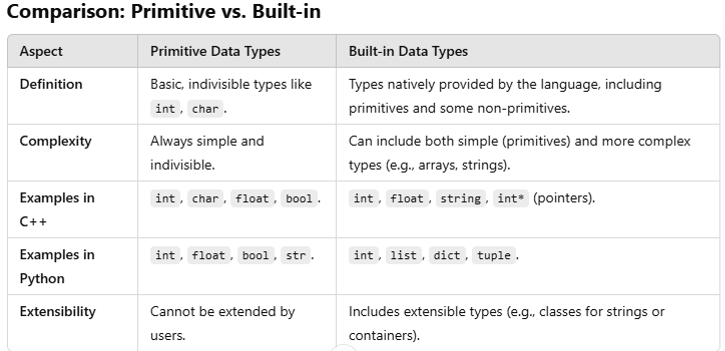 Comparison: Primitive vs. Built-in
Aspect Primitive Data Types Built-in Data Types
Definition Basic, indivisible types like Types natively provided by the language, including
int, char. primitives and some non-primitives.
Complexity Always simple and Can include both simple (primitives) and more complex
indivisible. types (e.g., arrays, strings).
Examples in int, char, float, bool. int, float, string, int* (pointers).
C++
Examples in int, float, bool, str. int, list, dict, tuple.
Python
Extensibility Cannot be extended by Includes extensible types (e.g., classes for strings or
users. containers).